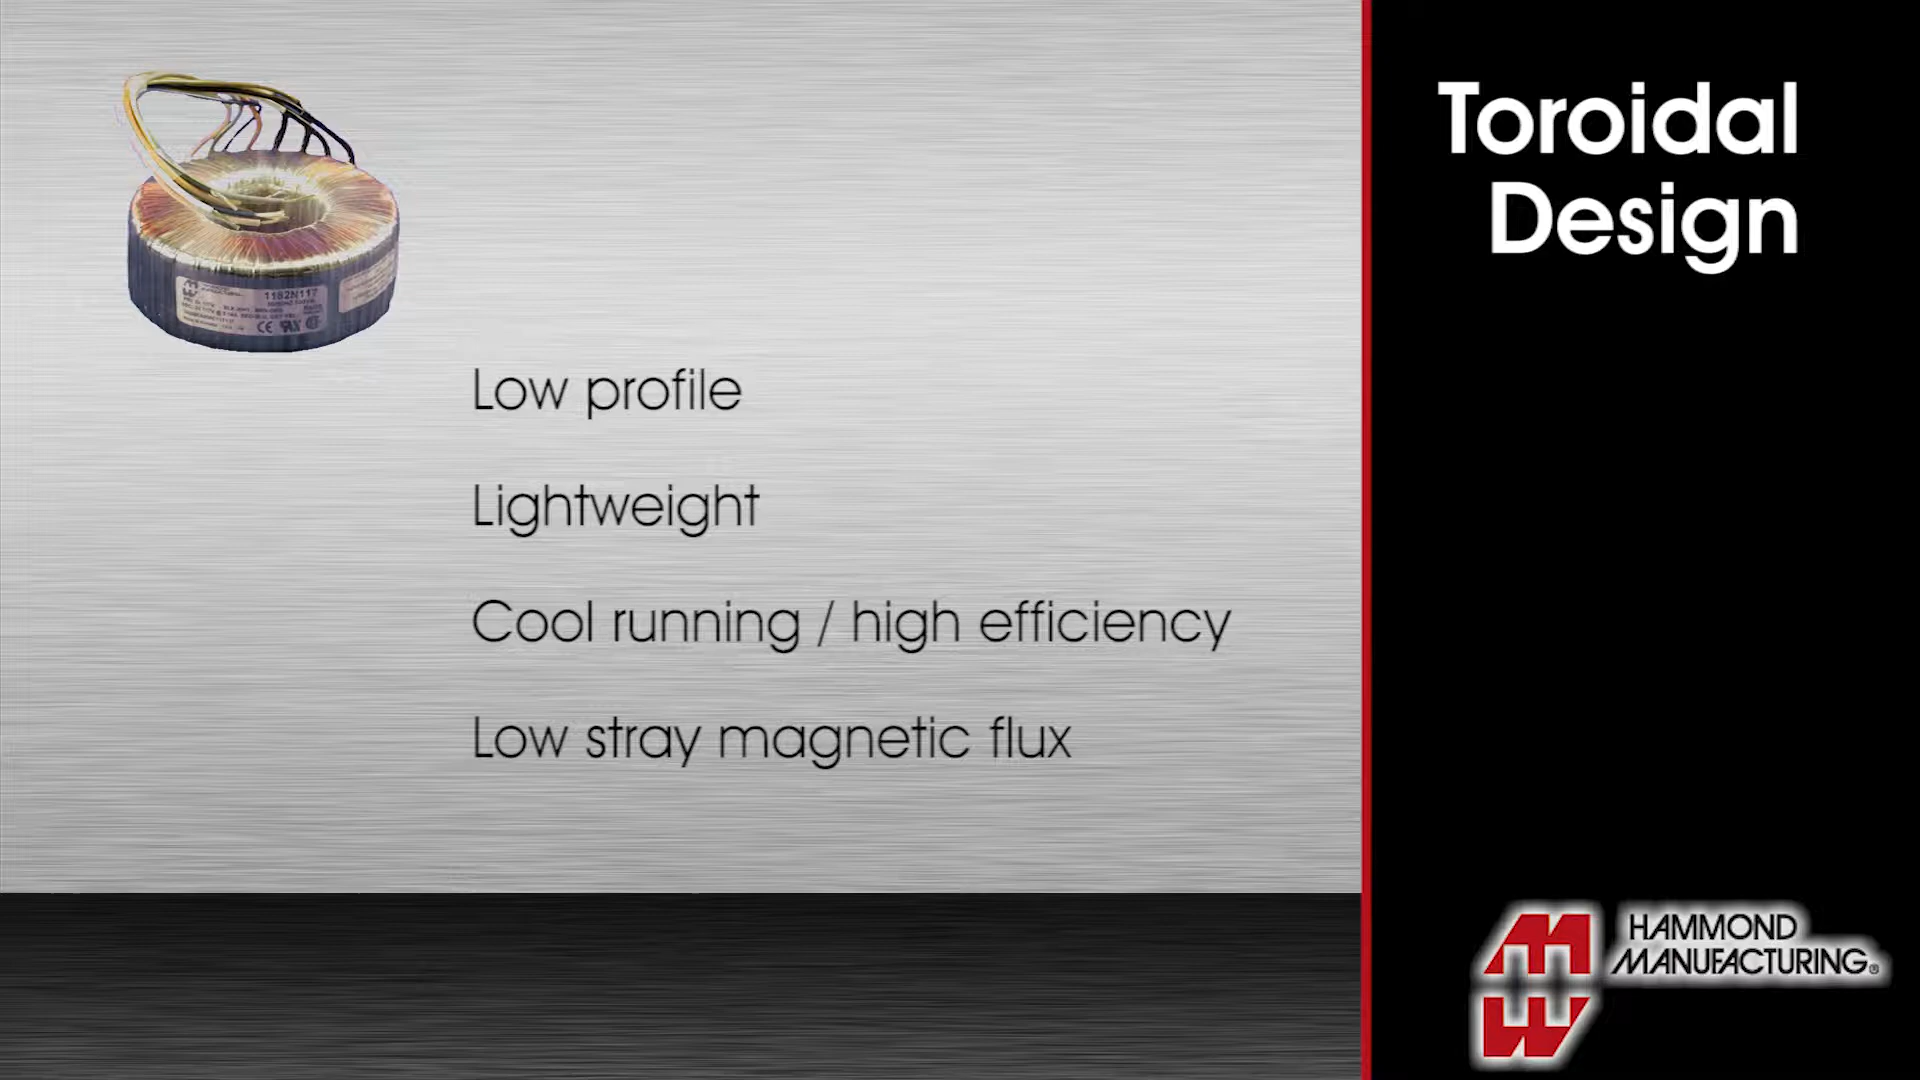 Toroidal
Design
1182N117
Low profile
Lightweight
Cool running / high efficiency
Low stray magnetic flux
HAMMOND
MANUFACTURING®